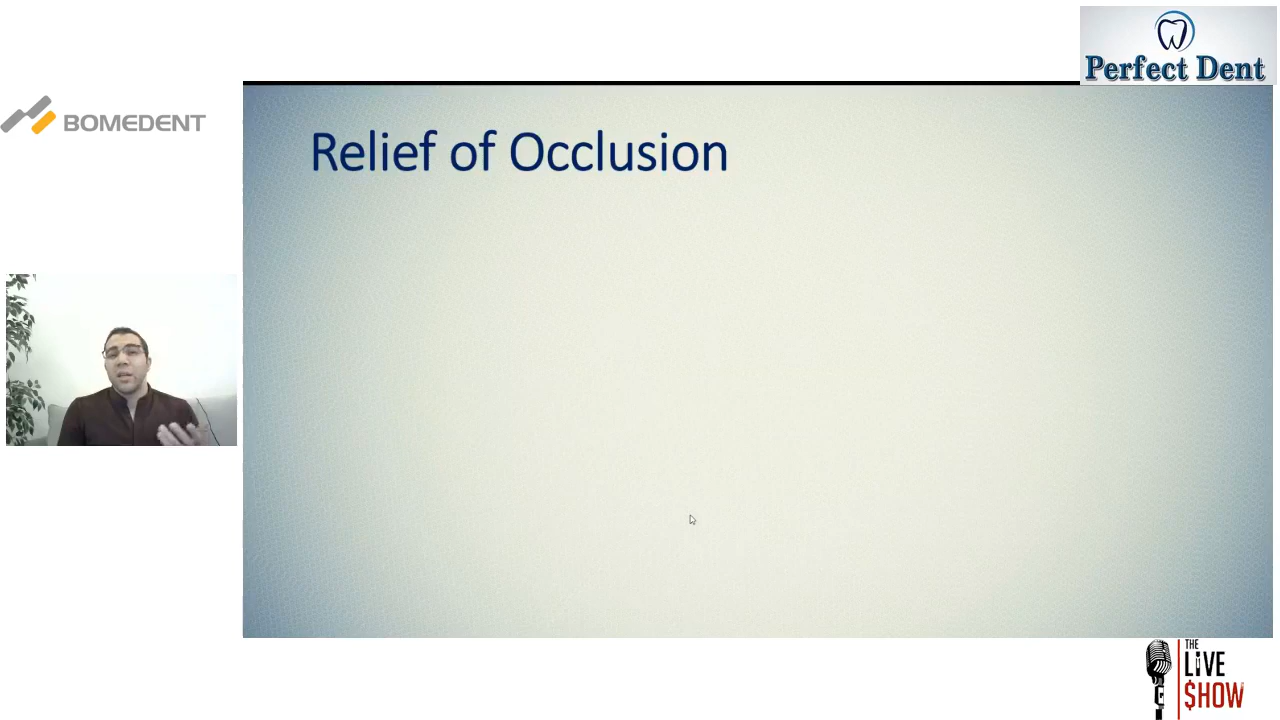 Perfect Dent
BOMEDENT
Relief of Occlusion
THE
LIVE
$HOW